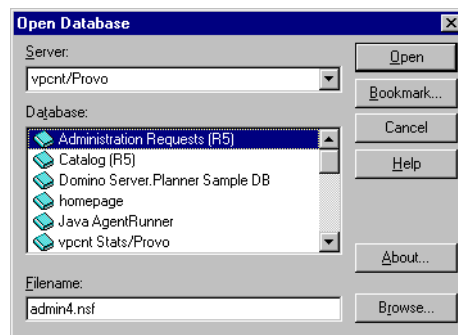 Open Database
Server:
vpcnt/Provo
Open
Bookmark...
Database:
Cancel
Administration Requests (R5)
Catalog (R5)
Help
Domino Server.Planner Sample DB
homepage
Java AgentRunner
vpcnt Stats/Provo
About...
Filename:
admin4.nsf
Browse...